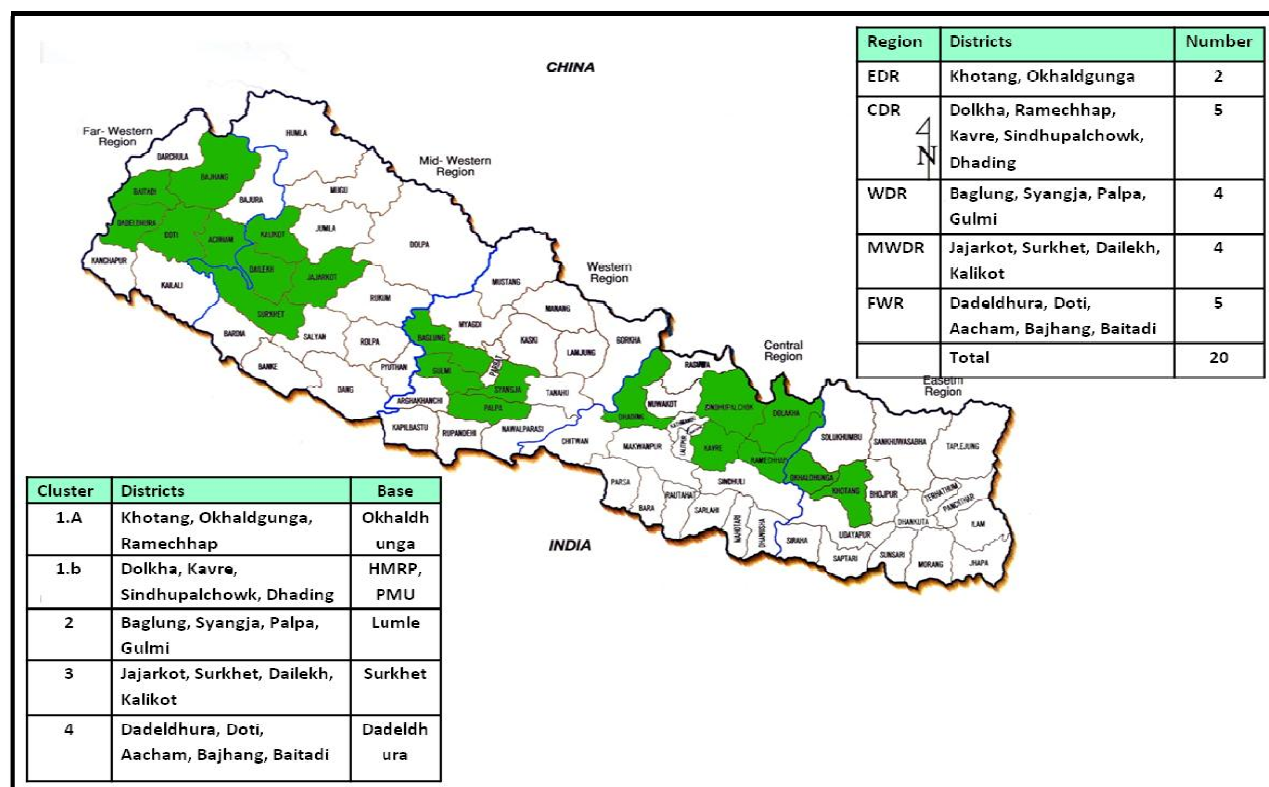 CHINA
Region Districts Number
EDR Khotang, Okhaldgunga 2
CDR Dolkha, Ramechhap, 5
Kavre, Sindhupalchowk,
Dhading
N
WDR Baglung, Syangja, Palpa, 4
Gulmi
MWDR Jajarkot, Surkhet, Dailekh, 4
Kalikot
FWR Dadeldhura, Doti, 5
Aacham, Bajhang, Baitadi
Total 20
Far- Western
Region
Mid- Western
Region
Western
Region
Central
Region
Region
HUMLA
DARCHULA
BAJHANG
BAITADI
BAJURA
MUGU
DADELDHURA
DOTI
ACHHAM
KALIKOT
JUMLA
DOLPA
KANCHAPUR
KAILALI
DAILEKH
JAJARKOT
MUSTANG
RUKUM
SURKHET
MANANG
BARDIA
SALYAN
ROLPA
BAGLUNG
MYAGDI
KASKI
LAMJUNG
GORKHA
BANKE
PYUTHAN
GULMI
PARBAT
SYANGJA
TANAHU
RASUWA
DANG
ARGHAKHANCHI
PALPA
NUWAKOT
DHADING
SINDHUPALCHOK
DOLAKHA
KAPILBASTU
RUPANDEHI
NAWALPARASI
CHITWAN
MAKWANPUR
LALITPUR
KAVRE
RAMECHHAP
SOLUKHUMBU
SANKHUWASABHA
TAPLEJUNG
OKHALDHUNGA
KHOTANG
BHOJPUR
TERHATHUM
PANCHTHAR
PARSA
BARA
RAUTAHAT
SARLAHI
SINDHULI
MAHOTARI
DHANUSHA
SIRAHA
UDAYAPUR
SAPTARI
DHANKUTA
SUNSARI
MORANG
ILAM
JHAPA
INDIA
Cluster Districts Base
1.A Khotang, Okhaldgunga, Okhaldh
Ramechhap unga
1.b Dolkha, Kavre, HMRP,
Sindhupalchowk, Dhading PMU
2 Baglung, Syangja, Palpa, Lumle
Gulmi
3 Jajarkot, Surkhet, Dailekh, Surkhet
Kalikot
4 Dadeldhura, Doti, Dadeldh
Aacham, Bajhang, Baitadi ura